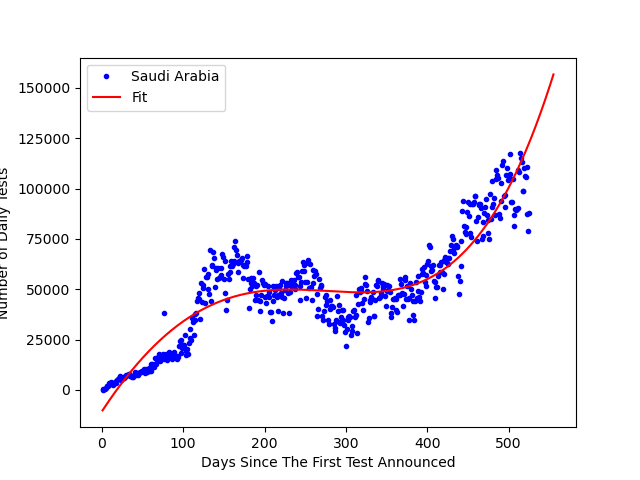 Saudi Arabia
Fit
150000
125000
100000
75000
50000
25000
0
Number of Daily Tests
0 100 200 300 400 500
Days Since The First Test Announced